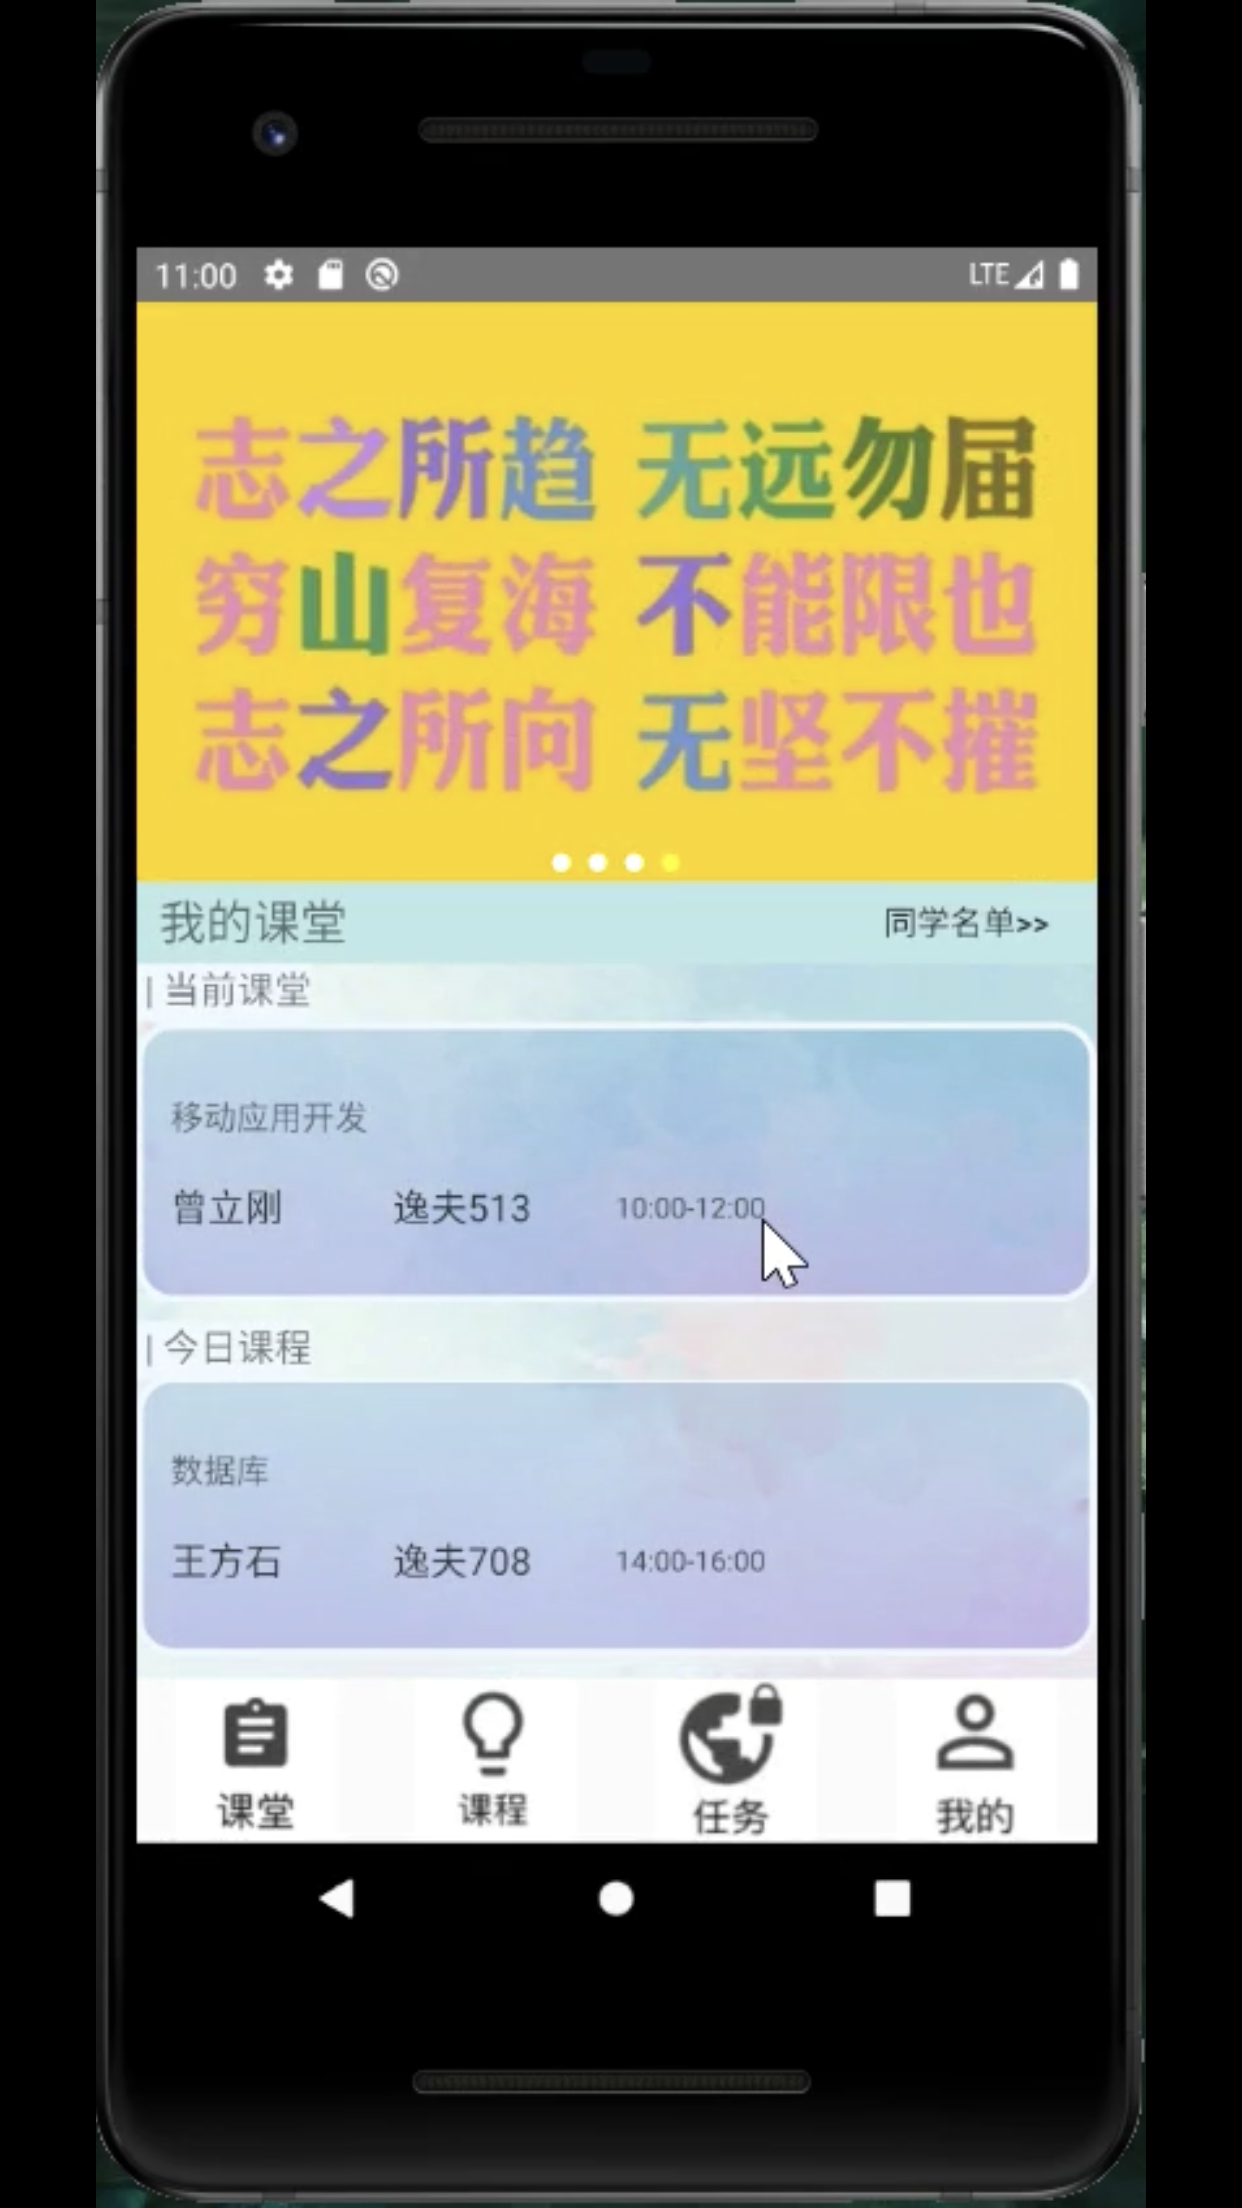 11:00
LTE
志之所趋 无远勿届
穷山复海 不能限也
志之所向 无坚不摧
我的课堂 同学名单>>
| 当前课堂
移动应用开发
曾立刚 逸夫513 10:00-12:00
| 今日课程
数据库
王方石 逸夫708 14:00-16:00
课堂 课程 任务 我的